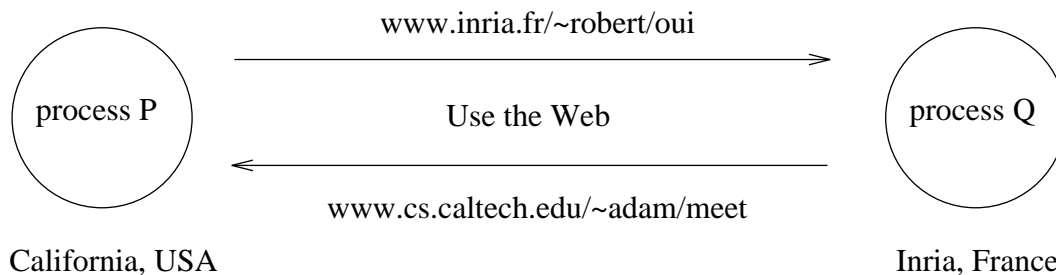 www.inria.fr/~robert/oui
process P
Use the Web
process Q
www.cs.caltech.edu/~adam/meet
California, USA
Inria, France